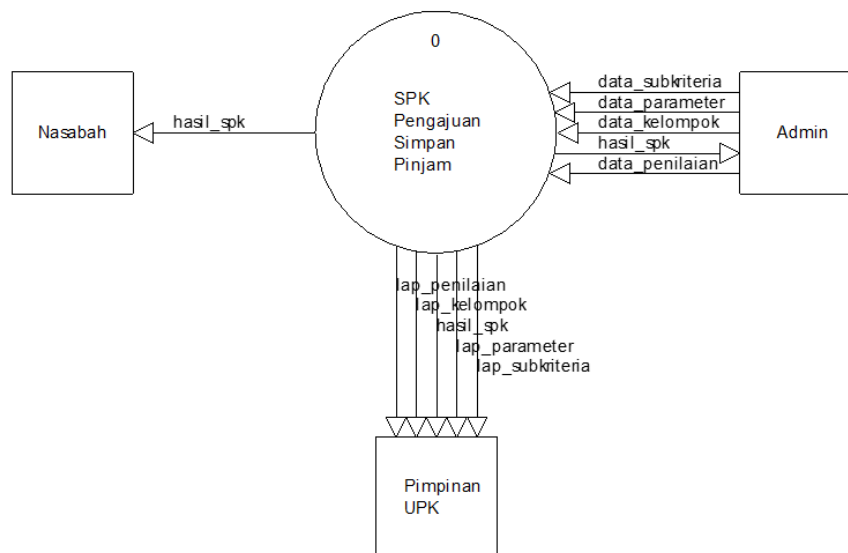 0
SPK
Pengajuan
Simpan
Pinjam
Nasabah
hasil_spk
data_subkriteria
data_parameter
data_kelompok
hasil_spk
data_penilaian
Admin
lap_penilaian
lap_kelompok
hasil_spk
lap_parameter
lap_subkriteria
Pimpinan
UPK